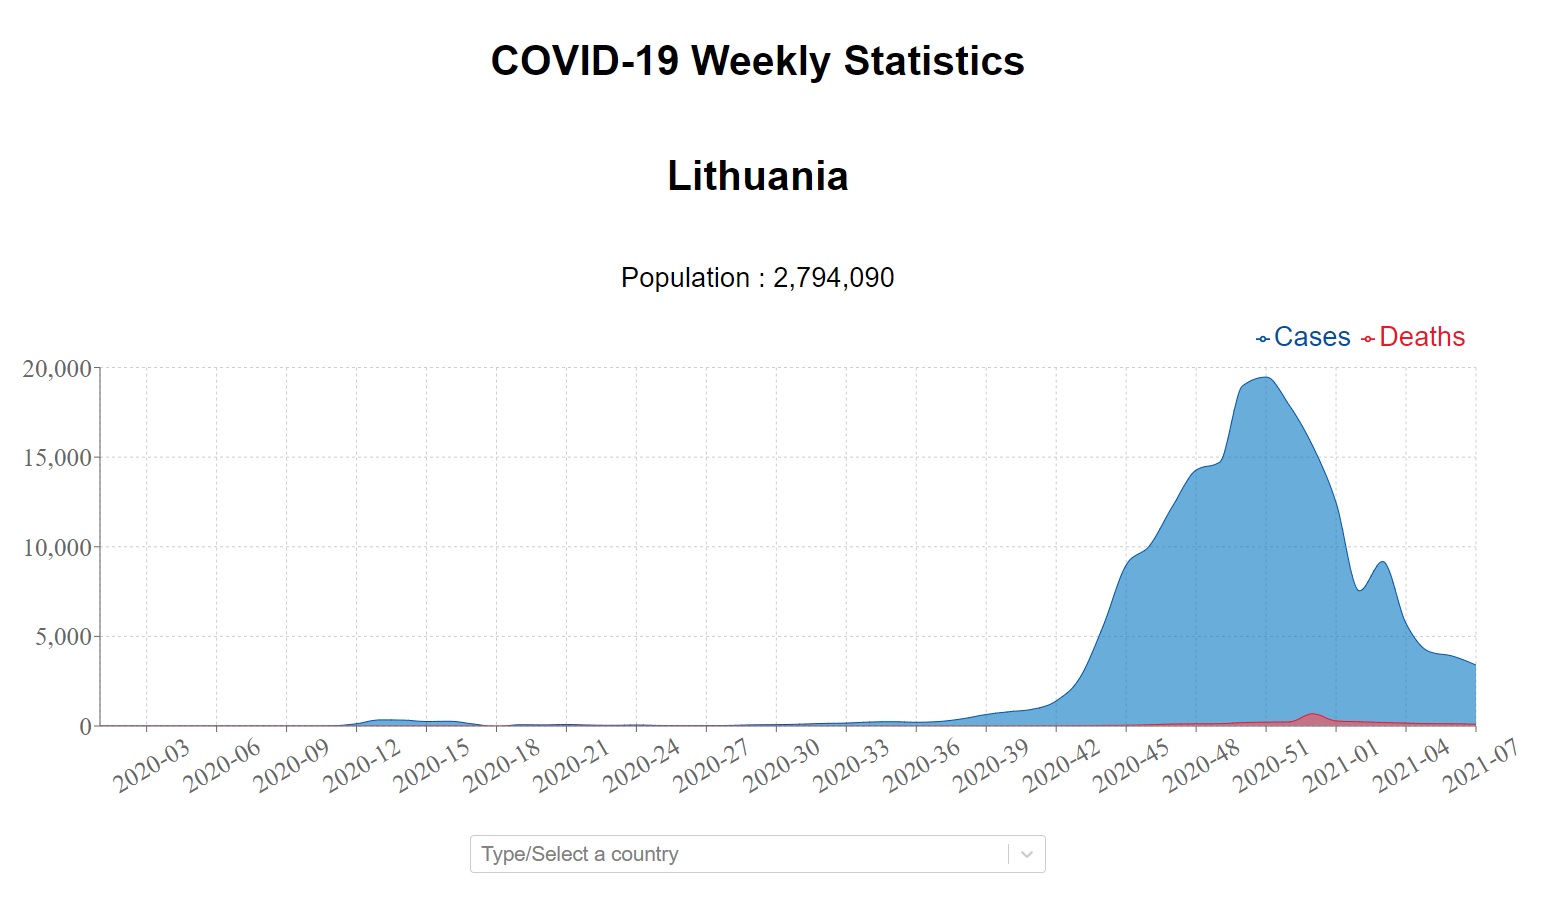 COVID-19 Weekly Statistics
Lithuania
Population : 2,794,090
Cases Deaths
20,000
15,000
10,000
5,000
0
2020-03 2020-06 2020-09 2020-12 2020-15 2020-18 2020-21 2020-24 2020-27 2020-30 2020-33 2020-36 2020-39 2020-42 2020-45 2020-48 2020-51 2021-01 2021-04 2021-07
Type/Select a country